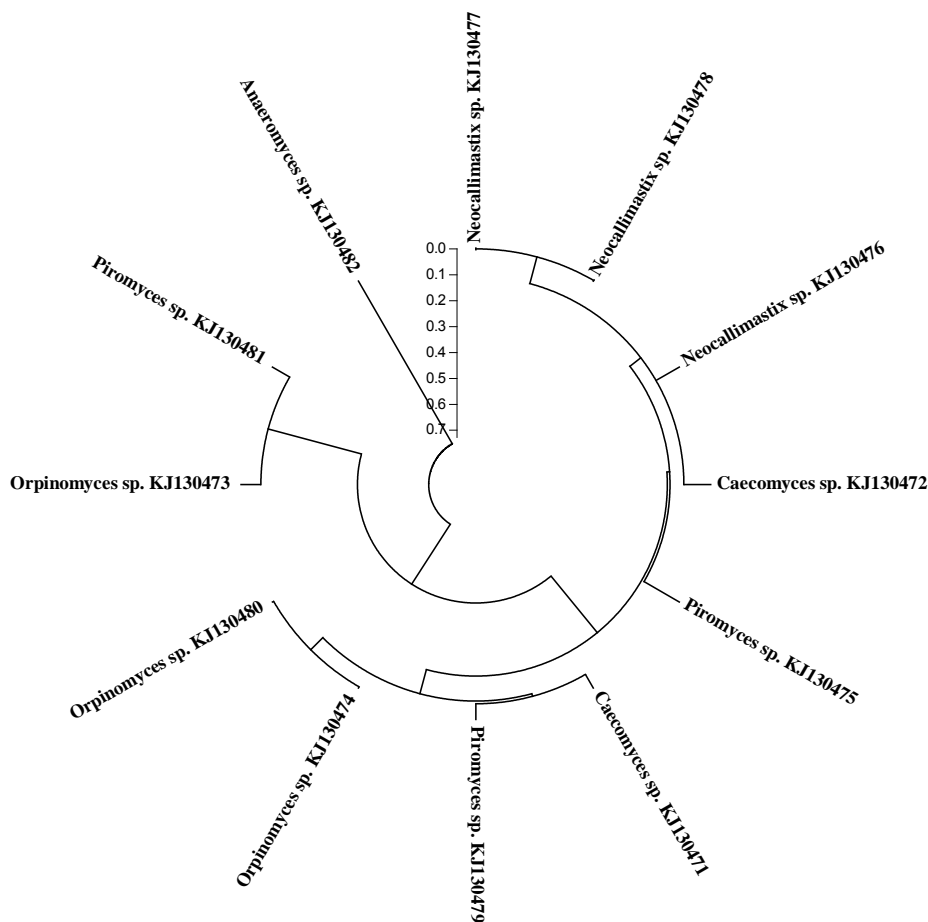 Neocallimastix sp. KJ130477
Neocallimastix sp. KJ130478
Neocallimastix sp. KJ130476
Caecomyces sp. KJ130472
Piromyces sp. KJ130475
Caecomyces sp. KJ130471
Piromyces sp. KJ130479
Orpinomyces sp. KJ130474
Orpinomyces sp. KJ130480
Orpinomyces sp. KJ130473
Piromyces sp. KJ130481
Anaeromyces sp. KJ130482
0.0
0.1
0.2
0.3
0.4
0.5
0.6
0.7